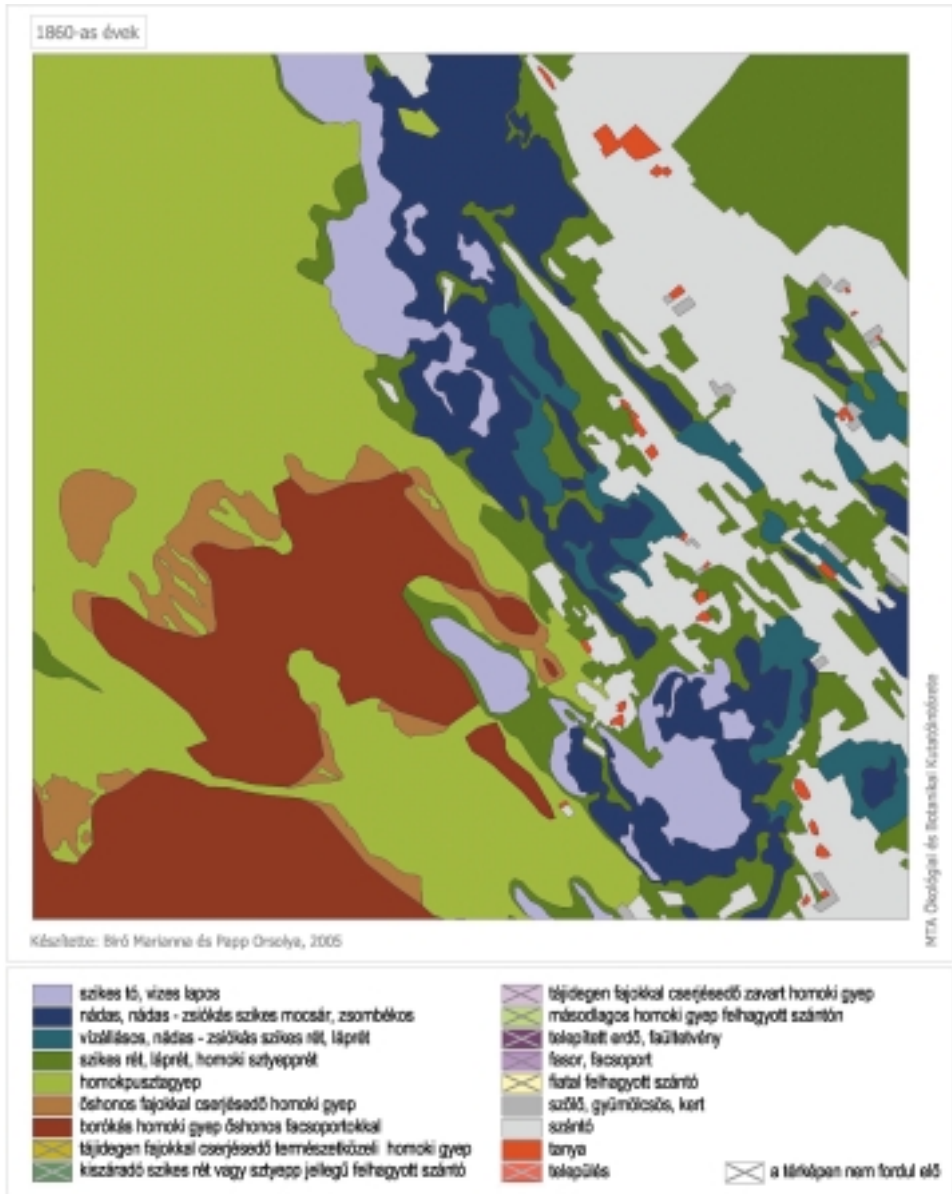 1860-as évek
MTA Ökológiai és Botanikai Kutatóintézete
Készítette: Bíró Marianna és Papp Orsolya, 2005
szikes tó, vizes lapos
nádas, nádas - zsiókás szikes mocsár, zsombékos
vízállásos, nádas - zsiókás szikes rét, láprét
szikes rét, láprét, homoki sztyepprét
homokpusztagyep
őshonos fajokkal cserjésedő homoki gyep
borókás homoki gyep őshonos facsoportokkal
tájidegen fajokkal cserjésedő természetközeli homoki gyep
kiszáradó szikes rét vagy sztyepp jellegű felhagyott szántó
tájidegen fajokkal cserjésedő zavart homoki gyep
másodlagos homoki gyep felhagyott szántón
telepített erdő, faültetvény
fasor, facsoport
fiatal felhagyott szántó
szőlő, gyümölcsös, kert
szántó
tanya
település
a térképen nem fordul elő